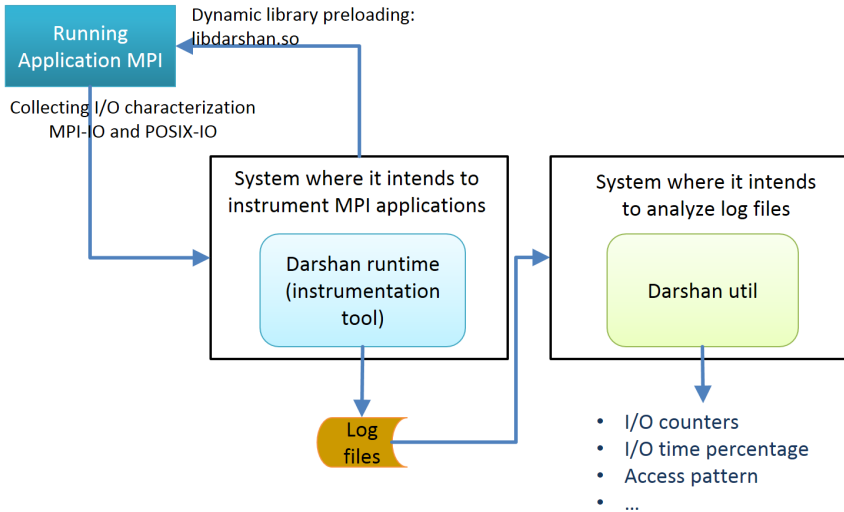 Running
Application MPI
Dynamic library preloading:
libdarshan.so
Collecting I/O characterization
MPI-IO and POSIX-IO
System where it intends to
instrument MPI applications
Darshan runtime
(instrumentation
tool)
System where it intends
to analyze log files
Darshan util
Log
files
• I/O counters
• I/O time percentage
• Access pattern
• ...